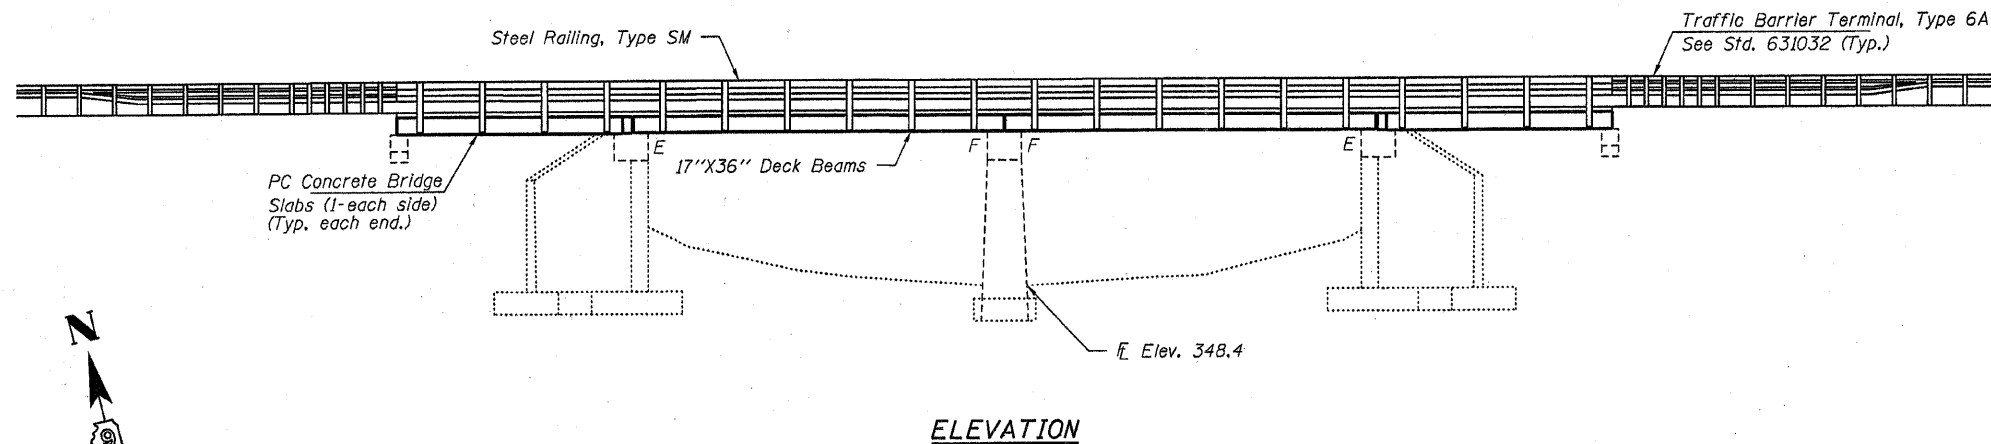 Traffic Barrier Terminal, Type 6A
See Std. 631032 (Typ.)
Steel Railing, Type SM
E
F
F
E
17"X36" Deck Beams
PC Concrete Bridge
Slabs (1-each side)
(Typ. each end.)
N
Elev. 348.4
ELEVATION